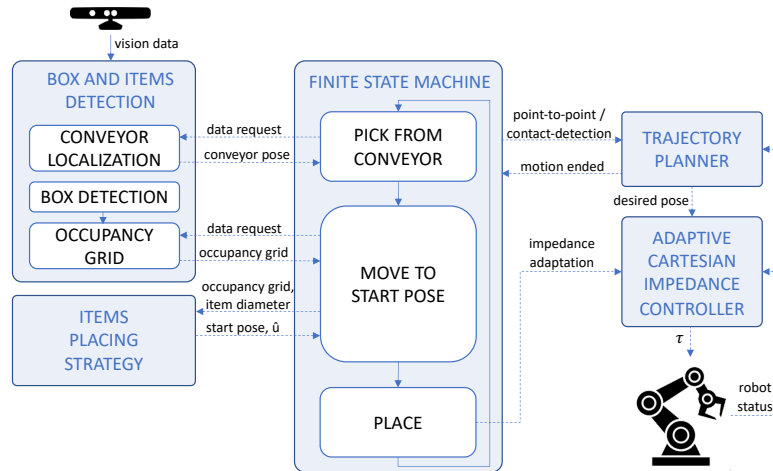 vision data
BOX AND ITEMS
DETECTION
CONVEYOR
LOCALIZATION
BOX DETECTION
OCCUPANCY
GRID
data request
conveyor pose
data request
occupancy grid
occupancy grid,
item diameter
start pose, û
ITEMS
PLACING
STRATEGY
FINITE STATE MACHINE
PICK FROM
CONVEYOR
MOVE TO
START POSE
PLACE
point-to-point /
contact-detection
motion ended
impedance
adaptation
TRAJECTORY
PLANNER
desired pose
ADAPTIVE
CARTESIAN
IMPEDANCE
CONTROLLER
τ
robot
status